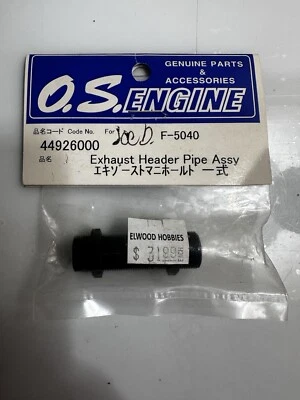 GENUINE PARTS
&
ACCESSORIES
O.S.ENGINE
品名コード Code No. For F-5040
44926000
品名 Exhaust Header Pipe Assy
エキゾーストマニホールド 一式
ELWOOD HOBBIES